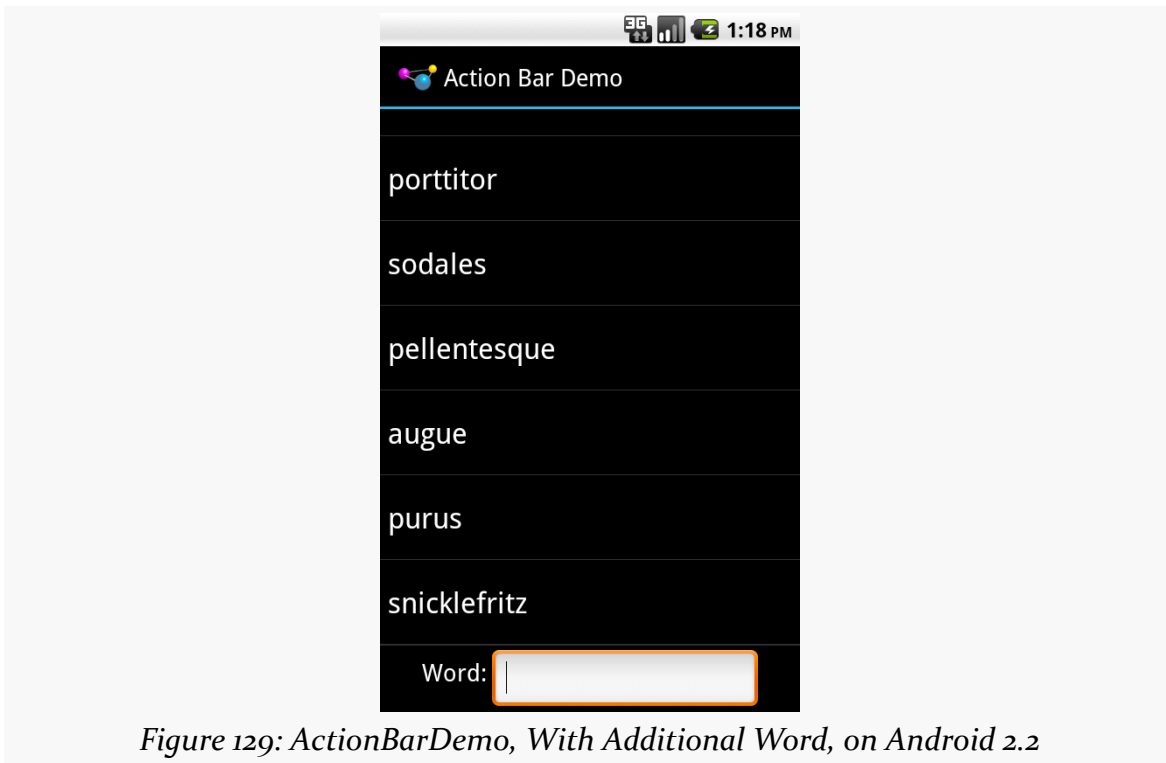 3G 1:18 PM
Action Bar Demo
porttitor
sodales
pellentesque
augue
purus
snicklefritz
Word:
Figure 129: ActionBarDemo, With Additional Word, on Android 2.2